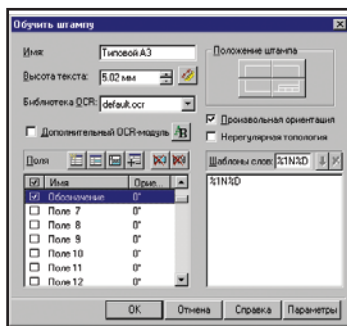 Обучить штампу
Имя: Типовой А3
Высота текста: 5.02 мм
Библиотека OCR: default.ocr
Дополнительный OCR-модуль
Положение штампа
Произвольная ориентация
Нерегулярная топология
Поля
Шаблоны слов: %1N%D
Имя Орие...
Обозначение 0°
Поле 7 0°
Поле 8 0°
Поле 9 0°
Поле 10 0°
Поле 11 0°
Поле 12 0°
%1N%D
OK Отмена Справка Параметры